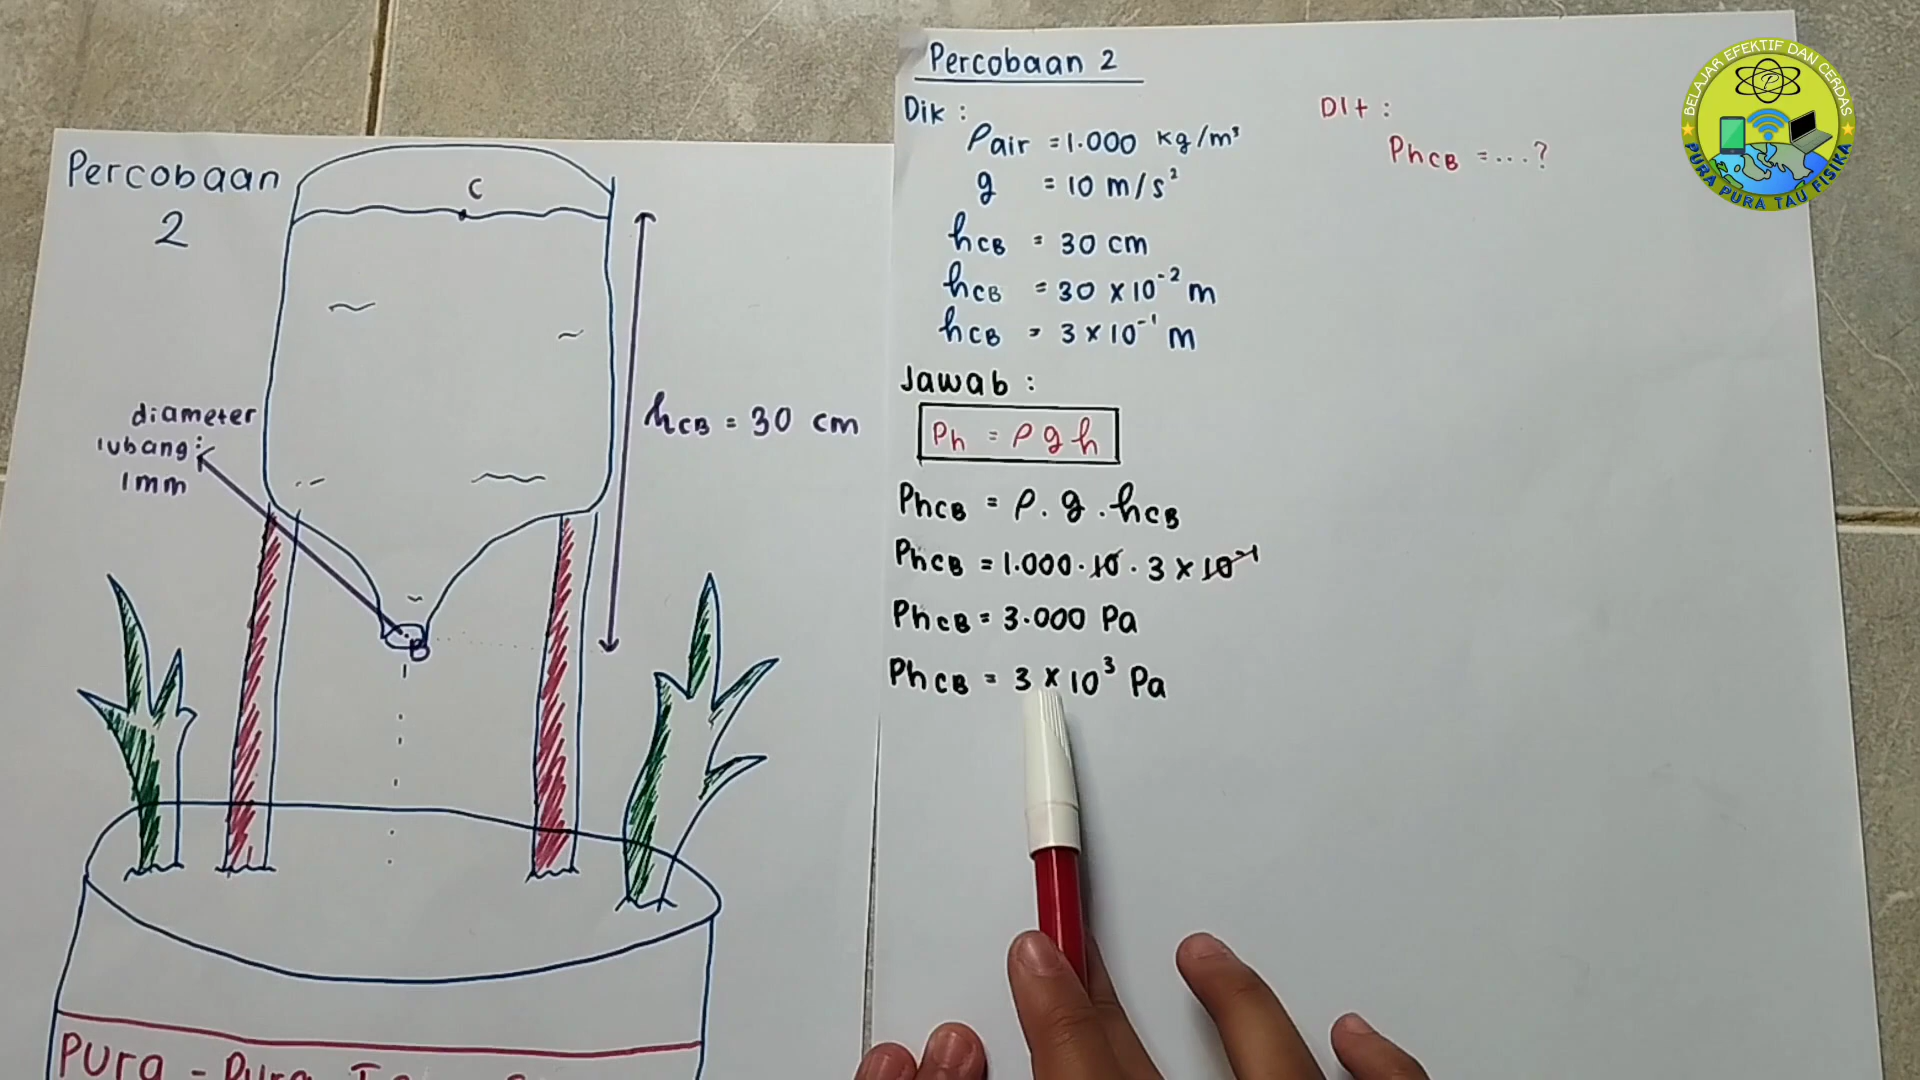 Percobaan
2
C
diameter
lubang:
1mm
hCB = 30 cm
B
Pura - Pura
Percobaan 2
Dik :
ρair = 1.000 kg/m³
g = 10 m/s²
hCB = 30 cm
hCB = 30 × 10⁻² m
hCB = 3 × 10⁻¹ m
Dit :
PhCB = ...?
Jawab :
Ph = ρ g h
PhCB = ρ . g . hCB
PhCB = 1.000 . 10 . 3 × 10⁻¹
PhCB = 3.000 Pa
PhCB = 3 × 10³ Pa
BELAJAR EFEKTIF DAN CERDAS
PURA PURA TAU FISIKA